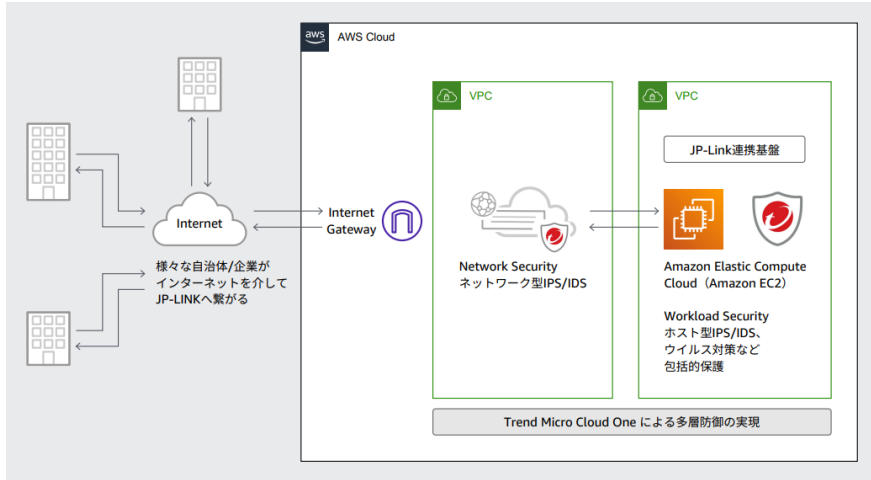 aws
AWS Cloud
VPC
VPC
JP-Link連携基盤
Internet
Internet
Gateway
様々な自治体/企業が
インターネットを介して
JP-LINKへ繋がる
Network Security
ネットワーク型IPS/IDS
Amazon Elastic Compute
Cloud（Amazon EC2）
Workload Security
ホスト型IPS/IDS、
ウイルス対策など
包括的保護
Trend Micro Cloud One による多層防御の実現